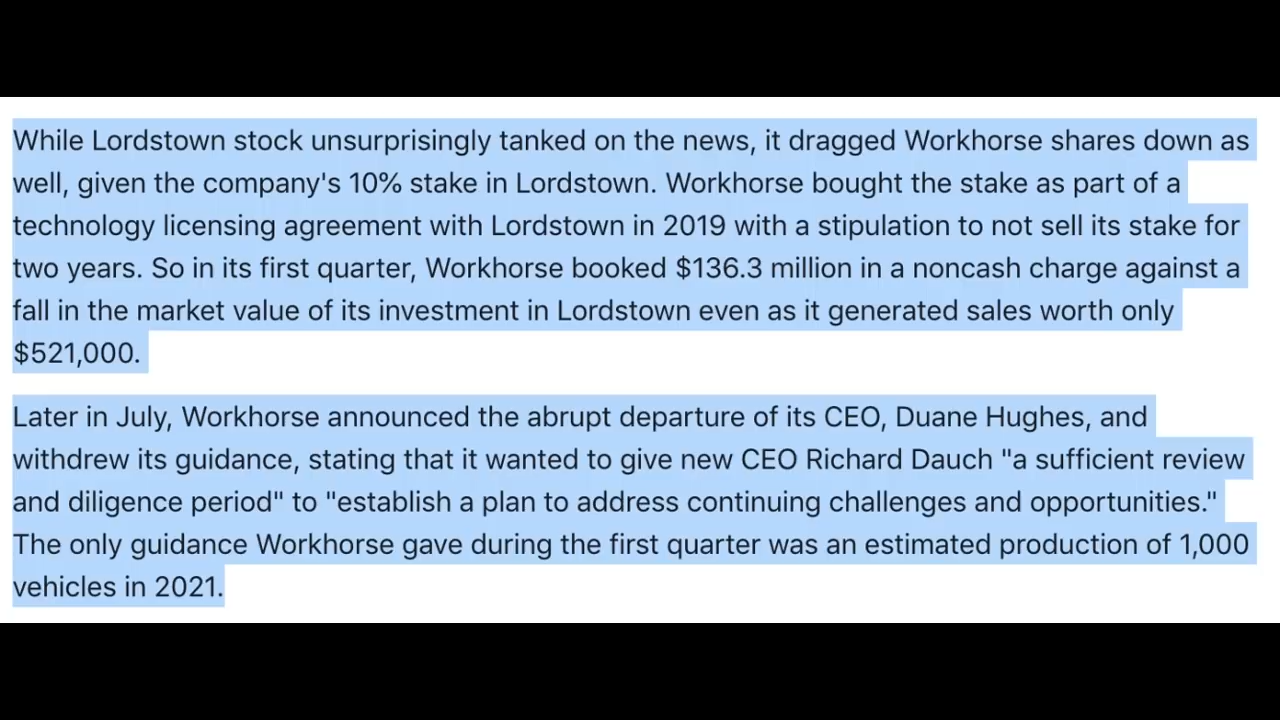 While Lordstown stock unsurprisingly tanked on the news, it dragged Workhorse shares down as
well, given the company's 10% stake in Lordstown. Workhorse bought the stake as part of a
technology licensing agreement with Lordstown in 2019 with a stipulation to not sell its stake for
two years. So in its first quarter, Workhorse booked $136.3 million in a noncash charge against a
fall in the market value of its investment in Lordstown even as it generated sales worth only
$521,000.
Later in July, Workhorse announced the abrupt departure of its CEO, Duane Hughes, and
withdrew its guidance, stating that it wanted to give new CEO Richard Dauch "a sufficient review
and diligence period" to "establish a plan to address continuing challenges and opportunities."
The only guidance Workhorse gave during the first quarter was an estimated production of 1,000
vehicles in 2021.